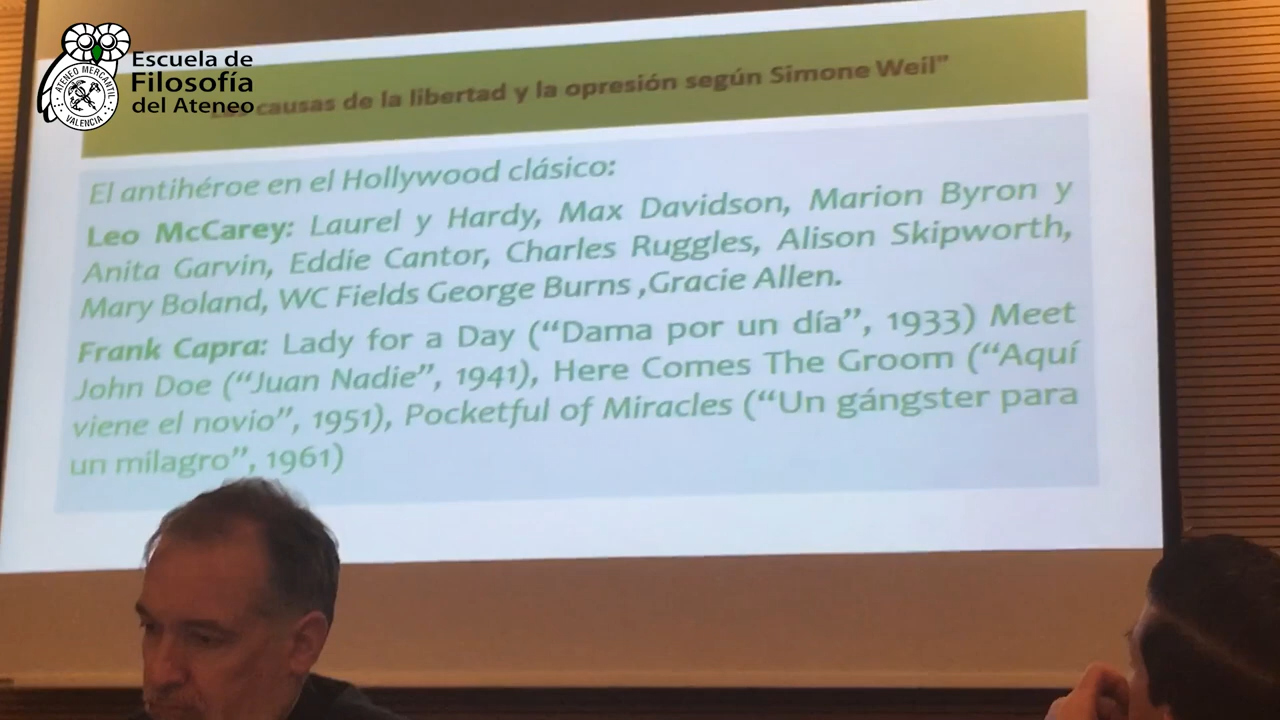 Escuela de
Filosofía
del Ateneo
ATENEO MERCANTIL
VALENCIA
causas de la libertad y la opresión según Simone Weil”
El antihéroe en el Hollywood clásico:
Leo McCarey: Laurel y Hardy, Max Davidson, Marion Byron y
Anita Garvin, Eddie Cantor, Charles Ruggles, Alison Skipworth,
Mary Boland, WC Fields George Burns ,Gracie Allen.
Frank Capra: Lady for a Day (“Dama por un día”, 1933) Meet
John Doe (“Juan Nadie”, 1941), Here Comes The Groom (“Aquí
viene el novio”, 1951), Pocketful of Miracles (“Un gángster para
un milagro”, 1961)